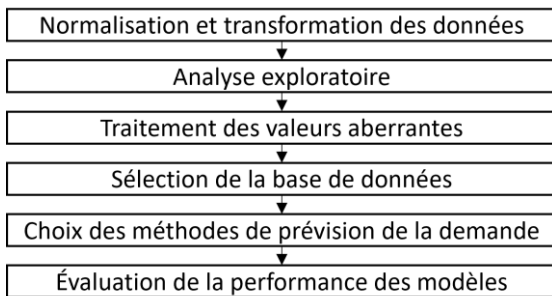 Normalisation et transformation des données
Analyse exploratoire
Traitement des valeurs aberrantes
Sélection de la base de données
Choix des méthodes de prévision de la demande
Évaluation de la performance des modèles